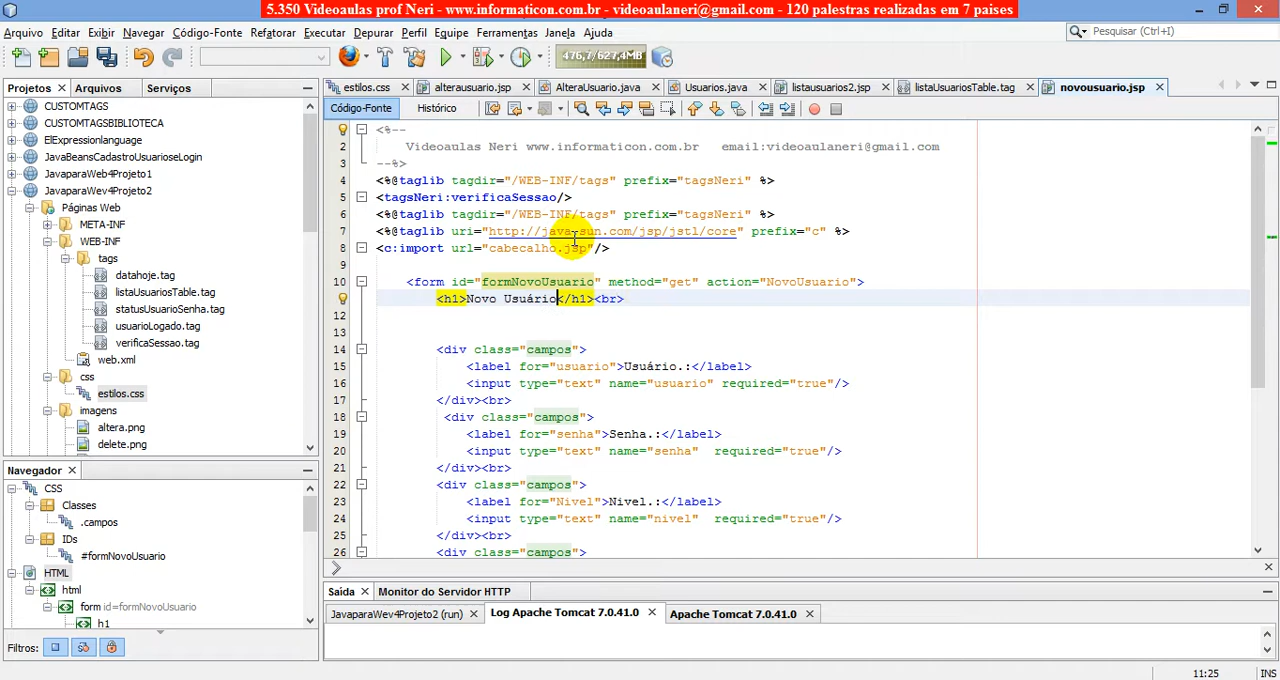 5.350 Videoaulas prof Neri - www.informaticon.com.br - videoaulaneri@gmail.com - 120 palestras realizadas em 7 paises
Arquivo Editar Exibir Navegar Código-Fonte Refatorar Executar Depurar Perfil Equipe Ferramentas Janela Ajuda
Pesquisar (Ctrl+I)
476,7/627,4MB
Projetos Arquivos Serviços
estilos.css alterausuario.jsp AlteraUsuario.java Usuarios.java listausuarios2.jsp listaUsuariosTable.tag novousuario.jsp
Código-Fonte Histórico
CUSTOMTAGS
CUSTOMTAGSBIBLIOTECA
ElExpressionlanguage
JavaBeansCadastroUsuarioseLogin
JavaparaWeb4Projeto1
JavaparaWev4Projeto2
Páginas Web
META-INF
WEB-INF
tags
datahoje.tag
listaUsuariosTable.tag
statusUsuarioSenha.tag
usuarioLogado.tag
verificaSessao.tag
web.xml
css
estilos.css
imagens
altera.png
delete.png
Navegador
CSS
Classes
.campos
IDs
#formNovoUsuario
HTML
html
form id=formNovoUsuario
h1
Filtros:
1 <%--
2 Videoaulas Neri www.informaticon.com.br email:videoaulaneri@gmail.com
3 --%>
4 <%@taglib tagdir="/WEB-INF/tags" prefix="tagsNeri" %>
5 <tagsNeri:verificaSessao/>
6 <%@taglib tagdir="/WEB-INF/tags" prefix="tagsNeri" %>
7 <%@taglib uri="http://java.sun.com/jsp/jstl/core" prefix="c" %>
8 <c:import url="cabecalho.jsp"/>
9
10 <form id="formNovoUsuario" method="get" action="NovoUsuario">
<h1>Novo Usuário</h1><br>
12
13
14 <div class="campos">
15 <label for="usuario">Usuário.:</label>
16 <input type="text" name="usuario" required="true"/>
17 </div><br>
18 <div class="campos">
19 <label for="senha">Senha.:</label>
20 <input type="text" name="senha" required="true"/>
21 </div><br>
22 <div class="campos">
23 <label for="Nivel">Nivel.:</label>
24 <input type="text" name="nivel" required="true"/>
25 </div><br>
26 <div class="campos">
Saída Monitor do Servidor HTTP
JavaparaWev4Projeto2 (run) Log Apache Tomcat 7.0.41.0 Apache Tomcat 7.0.41.0
11:25 INS